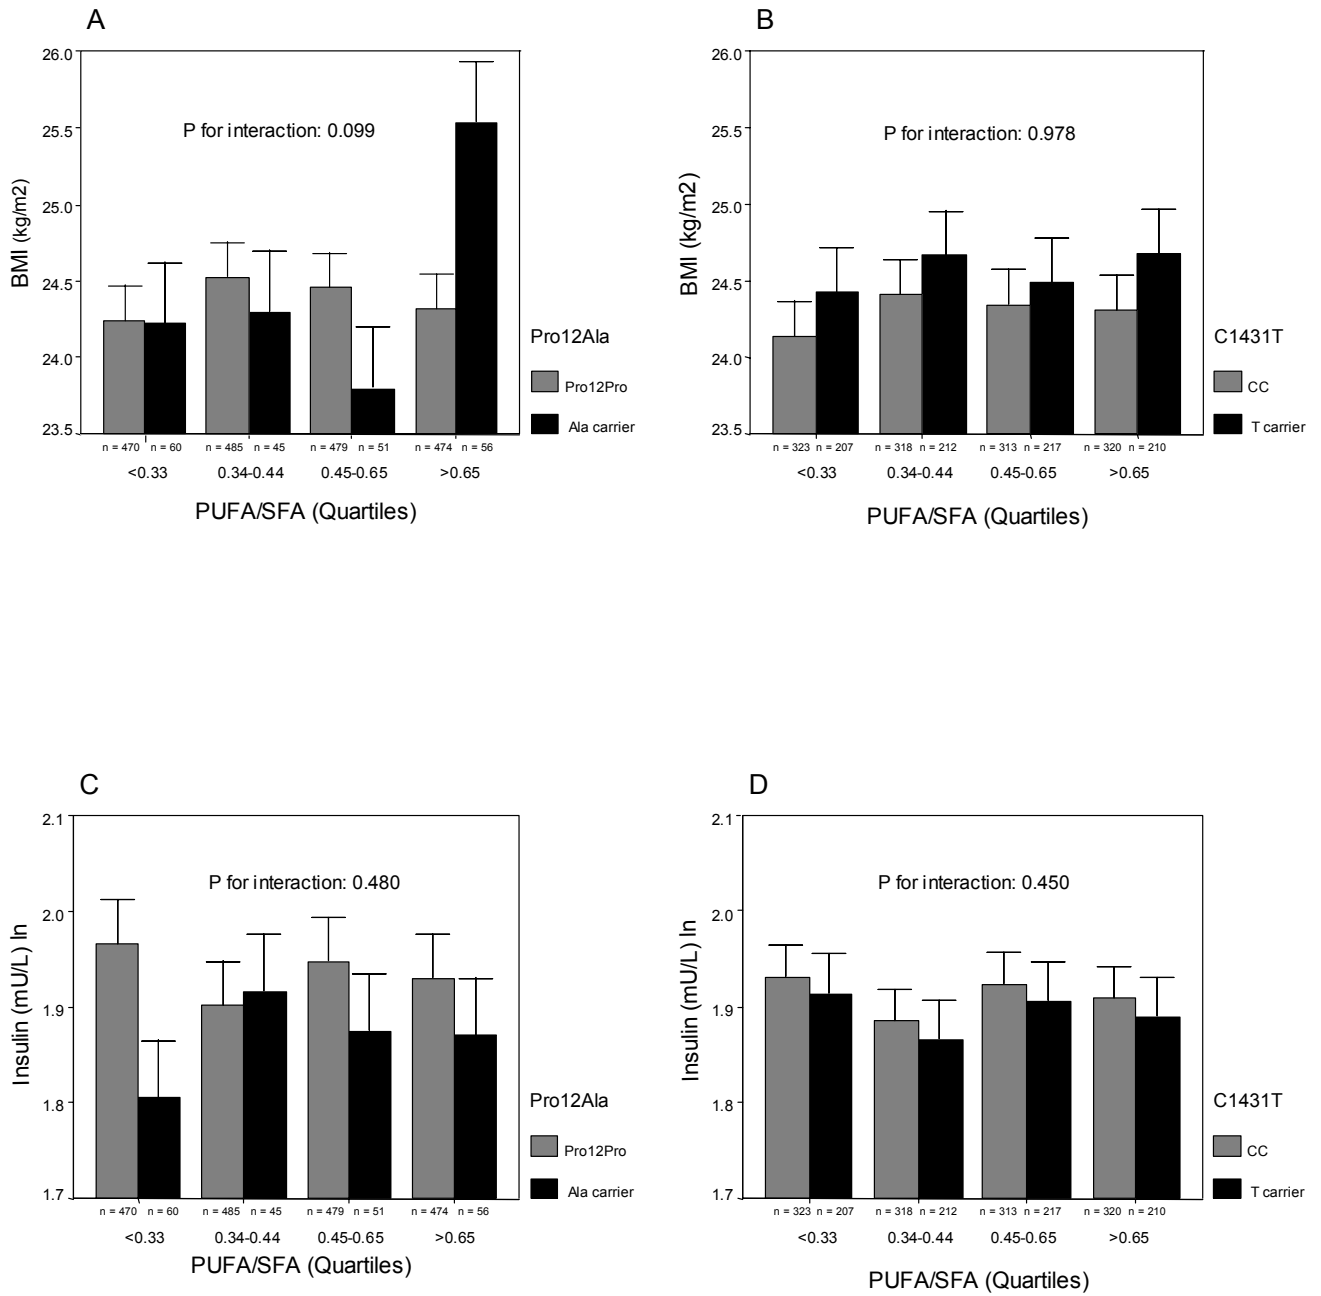 A
26.0
25.5
25.0
24.5
24.0
23.5
BMI (kg/m2)
P for interaction: 0.099
Pro12Ala
Pro12Pro
Ala carrier
n = 470 n = 60 n = 485 n = 45 n = 479 n = 51 n = 474 n = 56
<0.33 0.34-0.44 0.45-0.65 >0.65
PUFA/SFA (Quartiles)
B
26.0
25.5
25.0
24.5
24.0
23.5
BMI (kg/m2)
P for interaction: 0.978
C1431T
CC
T carrier
n = 323 n = 207 n = 318 n = 212 n = 313 n = 217 n = 320 n = 210
<0.33 0.34-0.44 0.45-0.65 >0.65
PUFA/SFA (Quartiles)
C
2.1
2.0
1.9
1.8
1.7
Insulin (mU/L) ln
P for interaction: 0.480
Pro12Ala
Pro12Pro
Ala carrier
n = 470 n = 60 n = 485 n = 45 n = 479 n = 51 n = 474 n = 56
<0.33 0.34-0.44 0.45-0.65 >0.65
PUFA/SFA (Quartiles)
D
2.1
2.0
1.9
1.8
1.7
Insulin (mU/L) ln
P for interaction: 0.450
C1431T
CC
T carrier
n = 323 n = 207 n = 318 n = 212 n = 313 n = 217 n = 320 n = 210
<0.33 0.34-0.44 0.45-0.65 >0.65
PUFA/SFA (Quartiles)